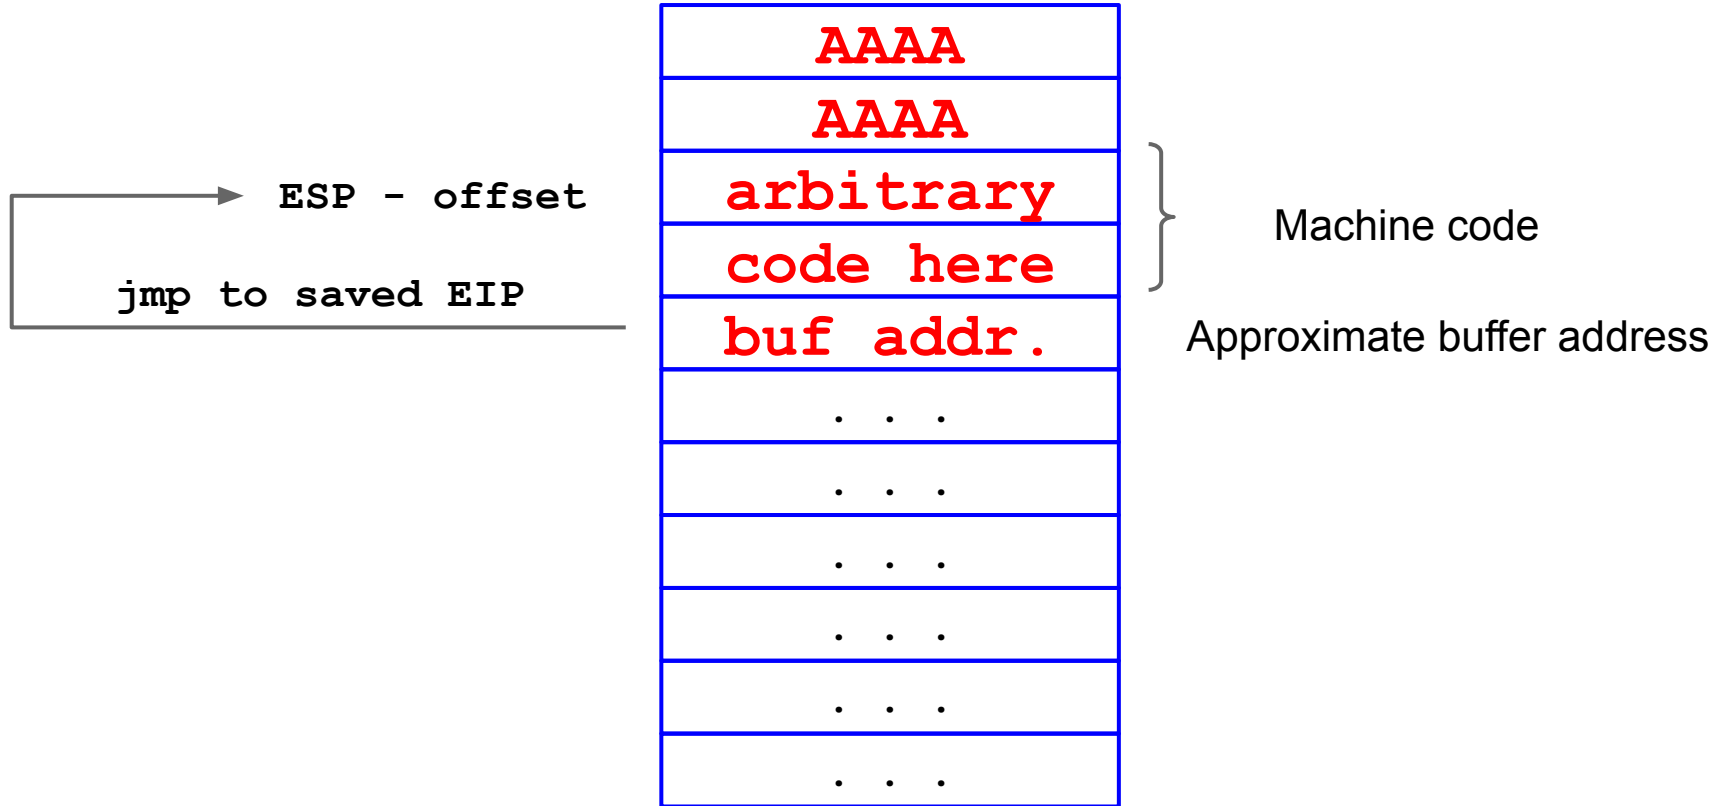 AAAA
AAAA
ESP - offset
arbitrary
Machine code
code here
jmp to saved EIP
buf addr.
Approximate buffer address
. . .
. . .
. . .
. . .
. . .
. . .